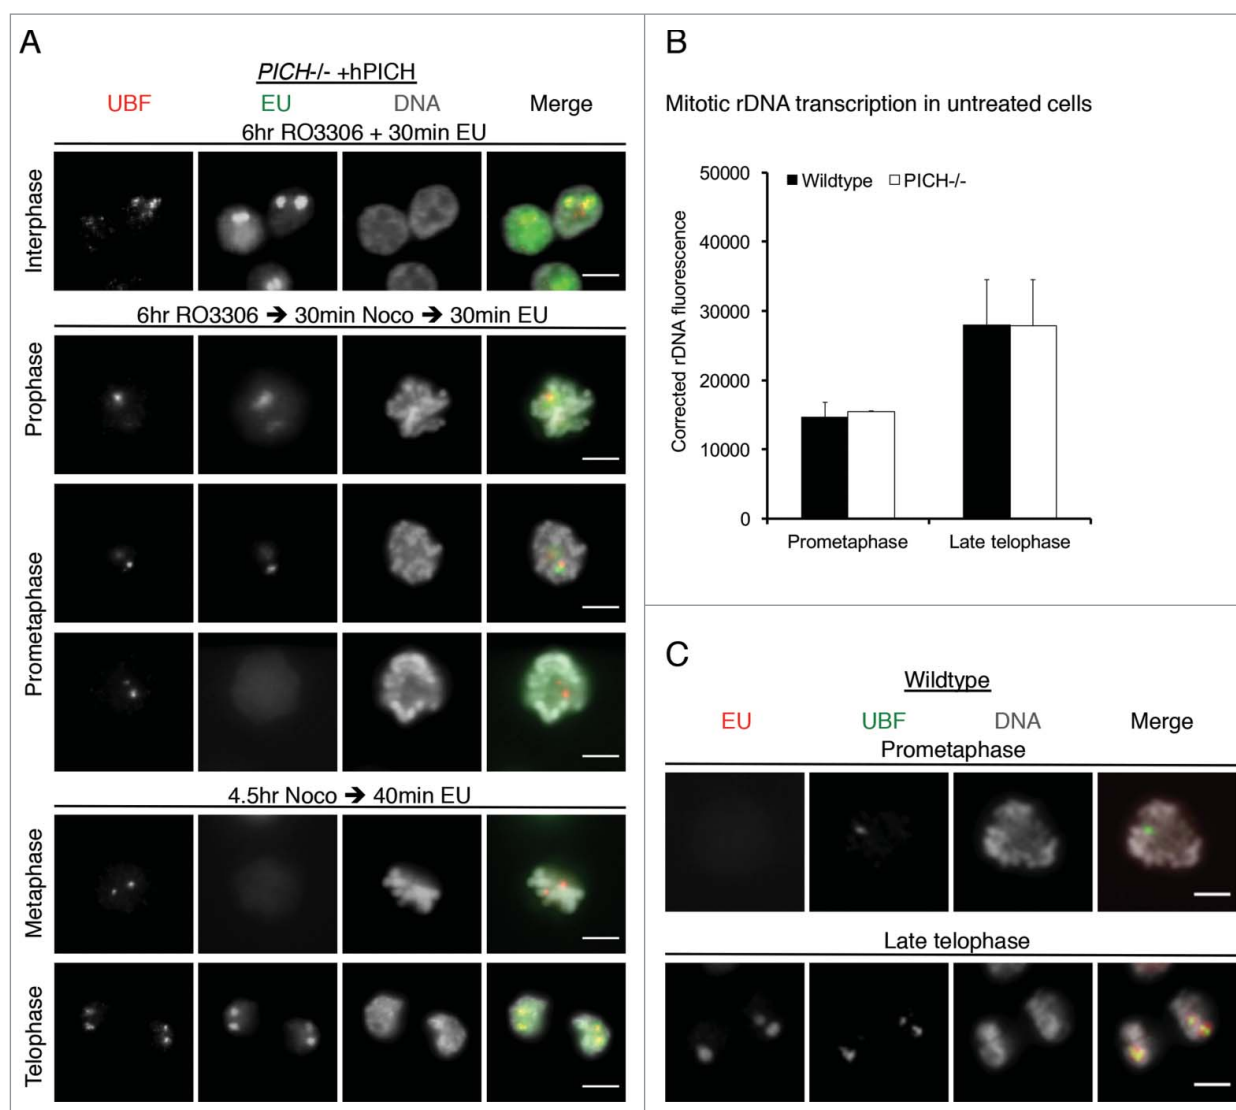 A
PICH-/- +hPICH
UBF EU DNA Merge
6hr RO3306 + 30min EU
Interphase
6hr RO3306 ➔ 30min Noco ➔ 30min EU
Prophase
Prometaphase
4.5hr Noco ➔ 40min EU
Metaphase
Telophase
B
Mitotic rDNA transcription in untreated cells
Wildtype PICH-/-
Corrected rDNA fluorescence
50000
40000
30000
20000
10000
0
Prometaphase Late telophase
C
Wildtype
EU UBF DNA Merge
Prometaphase
Late telophase